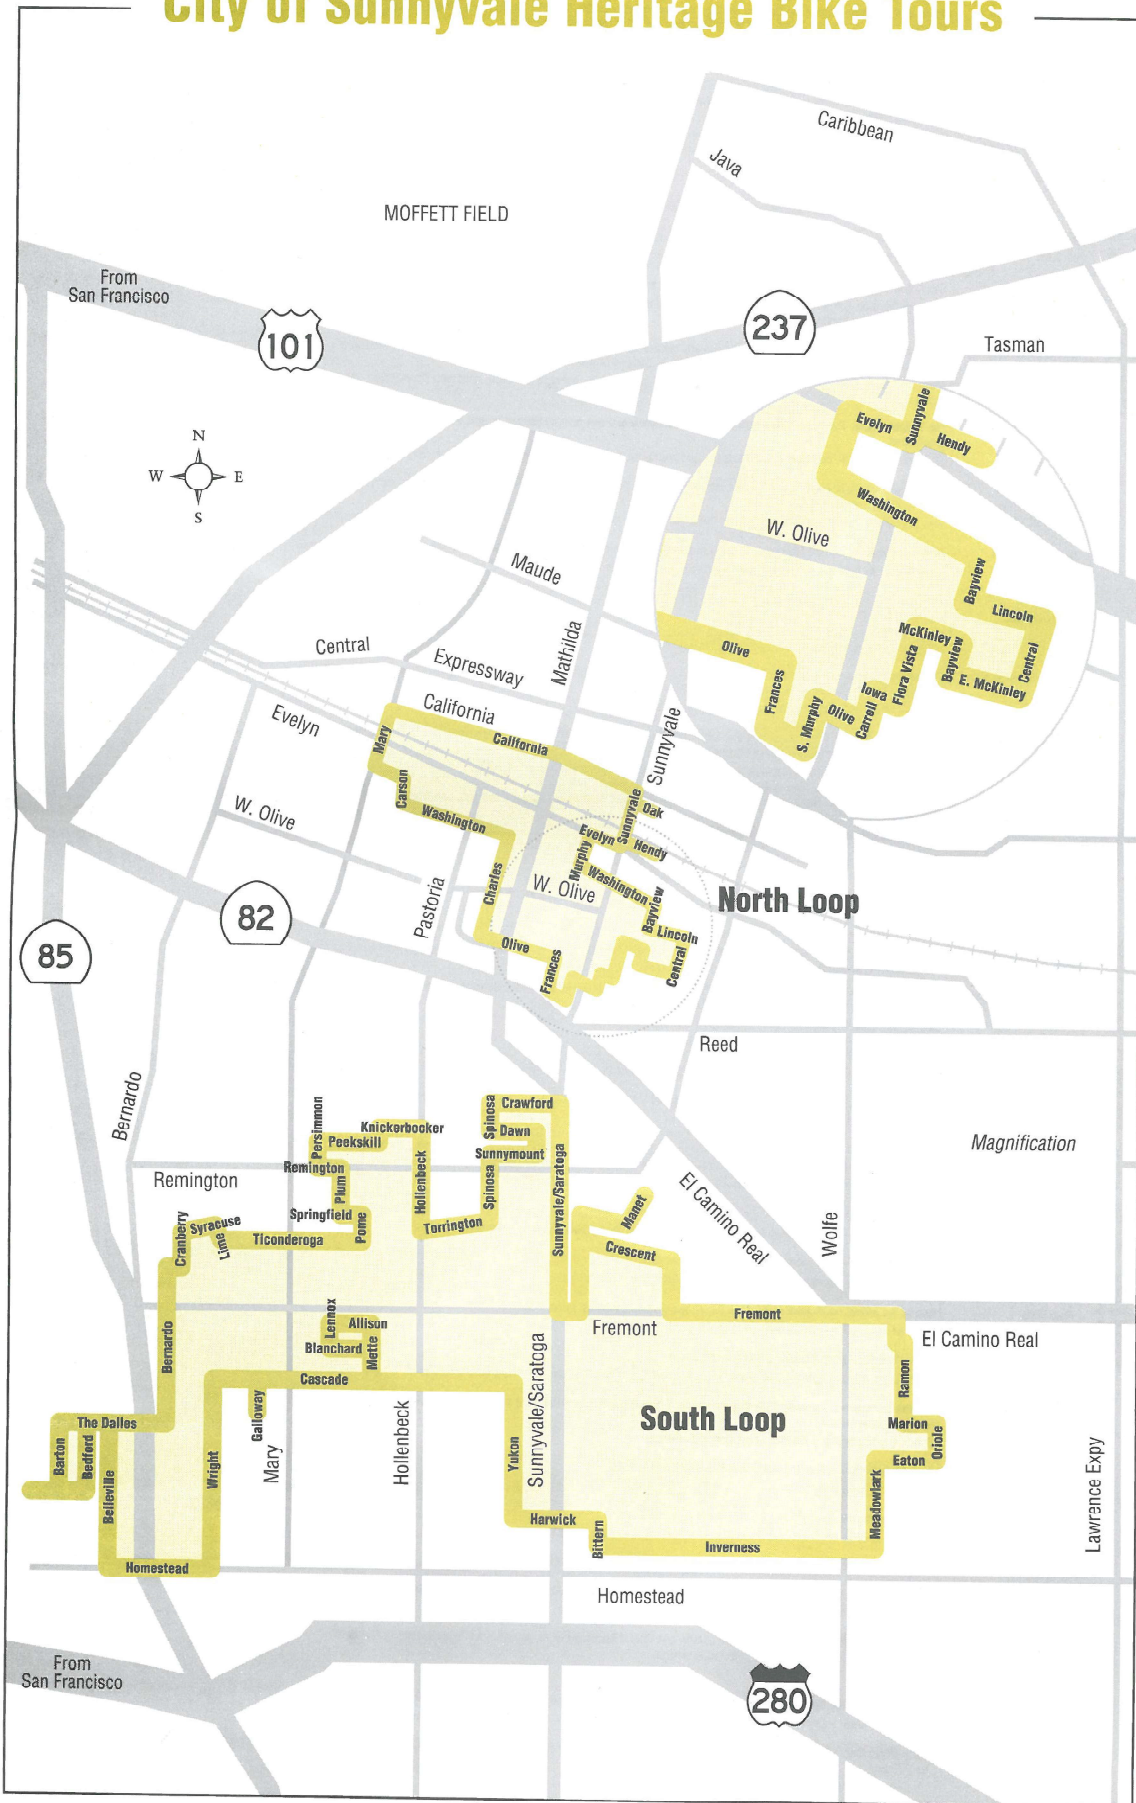 City of Sunnyvale Heritage Bike Tours
Caribbean
Java
MOFFETT FIELD
From
San Francisco
101
237
Tasman
N
W
E
S
Evelyn
Sunnyvale
Hendy
Washington
W. Olive
Bayview
Lincoln
McKinley
Bayview
Central
E. McKinley
Olive
Frances
S. Murphy
Olive
Carroll
Iowa
Flora Vista
Maude
Mathilda
Central
Expressway
California
Evelyn
California
Mary
Carson
Washington
Sunnyvale
Sunnyvale
Oak
Evelyn
Hendy
Murphy
Washington
W. Olive
W. Olive
Charles
Pastoria
Bayview
Lincoln
Central
North Loop
82
85
Olive
Frances
Reed
Bernardo
Magnification
Persimmon
Knickerbooker
Peekskill
Spinosa
Crawford
Dawn
Sunnymount
Remington
Remington
Plum
Hollenbeck
Spinosa
Sunnyvale/Saratoga
Springfield
Pome
Torrington
Manet
El Camino Real
Wolfe
Cranberry
Syracuse
Lime
Ticonderoga
Crescent
Fremont
Fremont
El Camino Real
Lennox
Allison
Blanchard
Mette
Bernardo
Cascade
Sunnyvale/Saratoga
Ramon
The Dalles
Galloway
Mary
Hollenbeck
South Loop
Marion
Oriole
Eaton
Barton
Bedford
Belleville
Wright
Yukon
Meadowlark
Lawrence Expy
Harwick
Bittern
Inverness
Homestead
Homestead
From
San Francisco
280